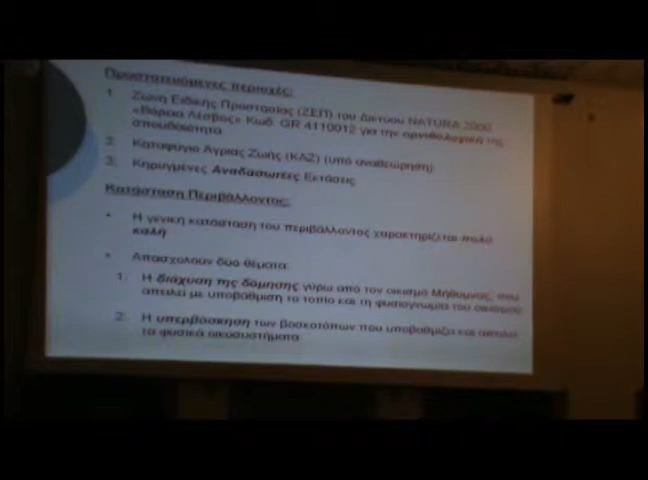 Προστατευόμενες περιοχές:
1. Ζώνη Ειδικής Προστασίας (ΖΕΠ) του Δικτύου NATURA 2000
«Βόρεια Λέσβος» Κωδ. GR 4110012 για την ορνιθολογική της
σπουδαιότητα
2. Καταφύγιο Άγριας Ζωής (ΚΑΖ) (υπό αναθεώρηση)
3. Κηρυγμένες Αναδασωτέες Εκτάσεις
Κατάσταση Περιβάλλοντος:
• Η γενική κατάσταση του περιβάλλοντος χαρακτηρίζεται πολύ
καλή
• Απασχολούν δύο θέματα:
1. Η διάχυση της δόμησης γύρω από τον οικισμό Μήθυμνας, που
απειλεί με υποβάθμιση το τοπίο και τη φυσιογνωμία του οικισμού
2. Η υπερβόσκηση των βοσκοτόπων που υποβαθμίζει και απειλεί
τα φυσικά οικοσυστήματα